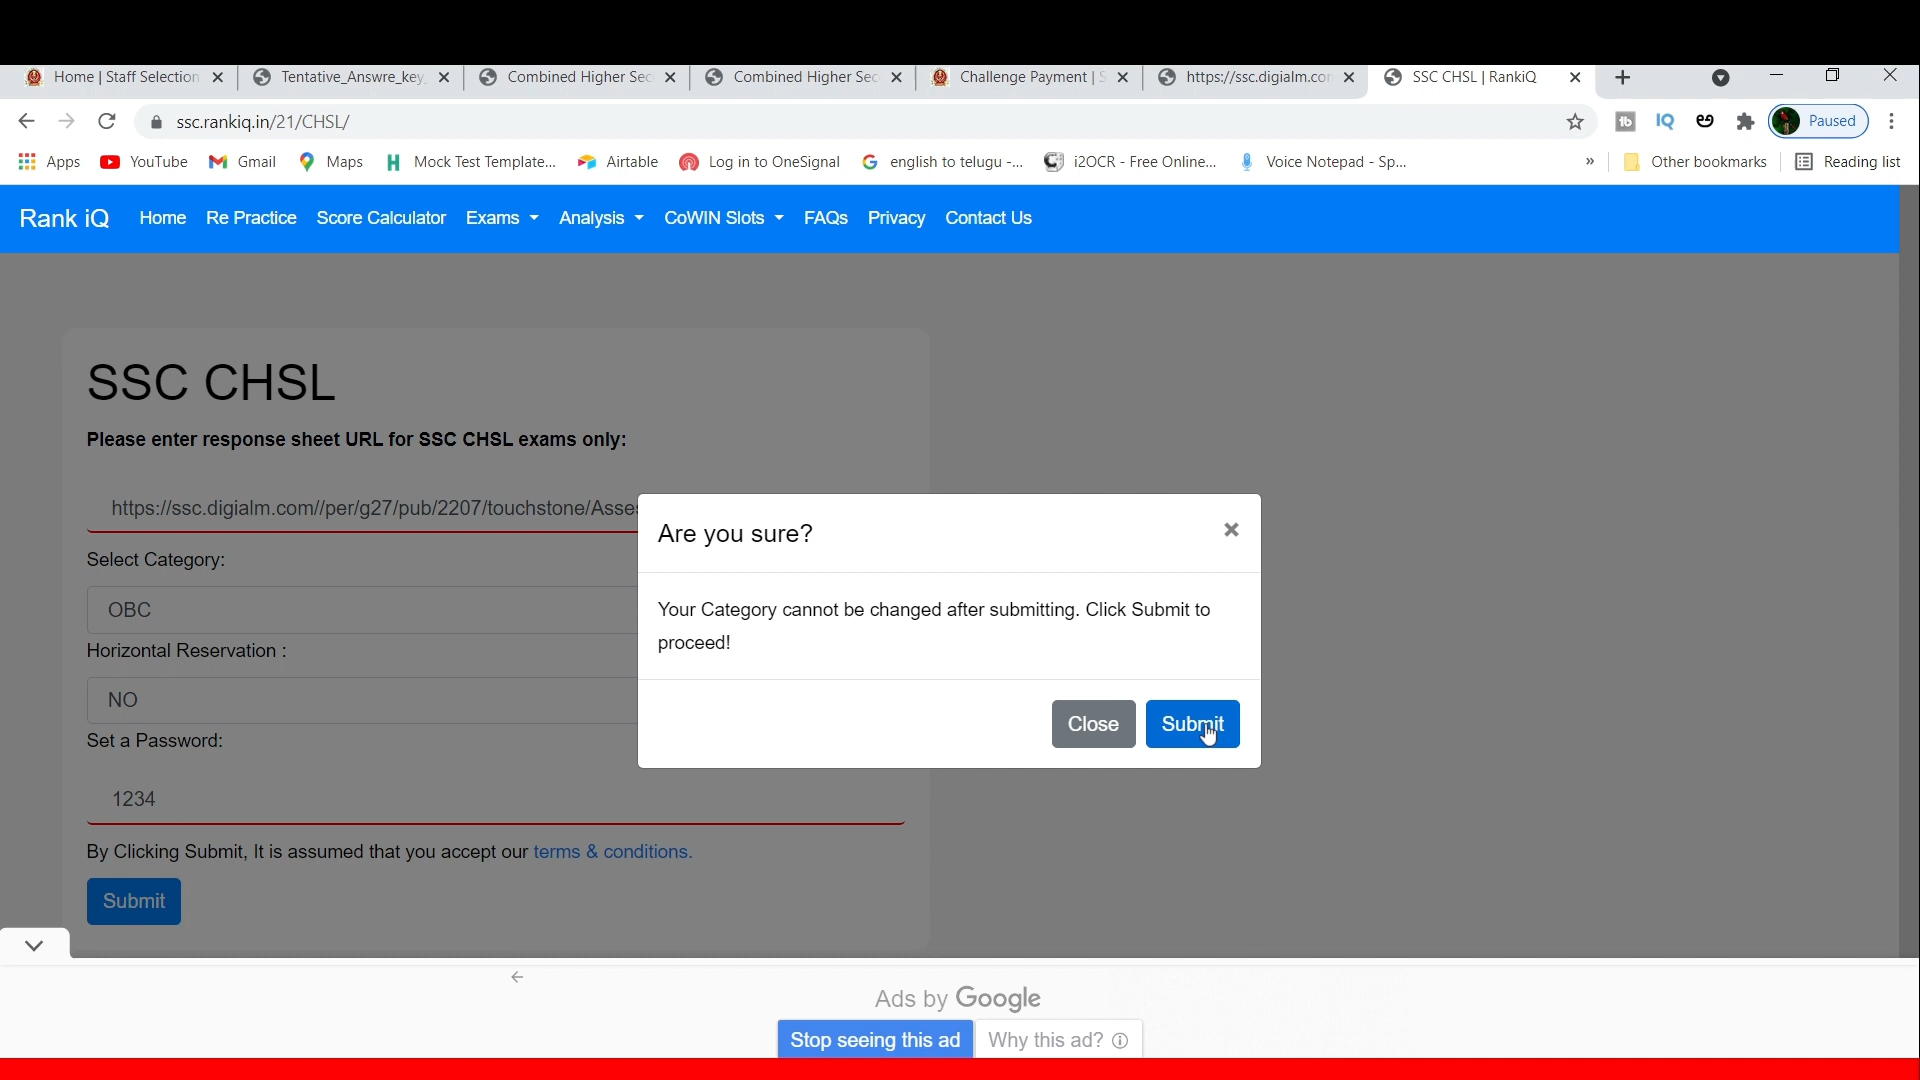 Home | Staff Selection
Tentative_Answre_key_
Combined Higher Sec
Combined Higher Sec
Challenge Payment | S
https://ssc.digialm.con
SSC CHSL | RankiQ
ssc.rankiq.in/21/CHSL/
Paused
Apps
YouTube
Gmail
Maps
Mock Test Template...
Airtable
Log in to OneSignal
english to telugu -...
i2OCR - Free Online...
Voice Notepad - Sp...
»
Other bookmarks
Reading list
Rank iQ
Home
Re Practice
Score Calculator
Exams
Analysis
CoWIN Slots
FAQs
Privacy
Contact Us
SSC CHSL
Please enter response sheet URL for SSC CHSL exams only:
https://ssc.digialm.com//per/g27/pub/2207/touchstone/Asses
Select Category:
OBC
Horizontal Reservation :
NO
Set a Password:
1234
By Clicking Submit, It is assumed that you accept our terms & conditions.
Submit
Are you sure?
×
Your Category cannot be changed after submitting. Click Submit to
proceed!
Close
Submit
Ads by Google
Stop seeing this ad
Why this ad?